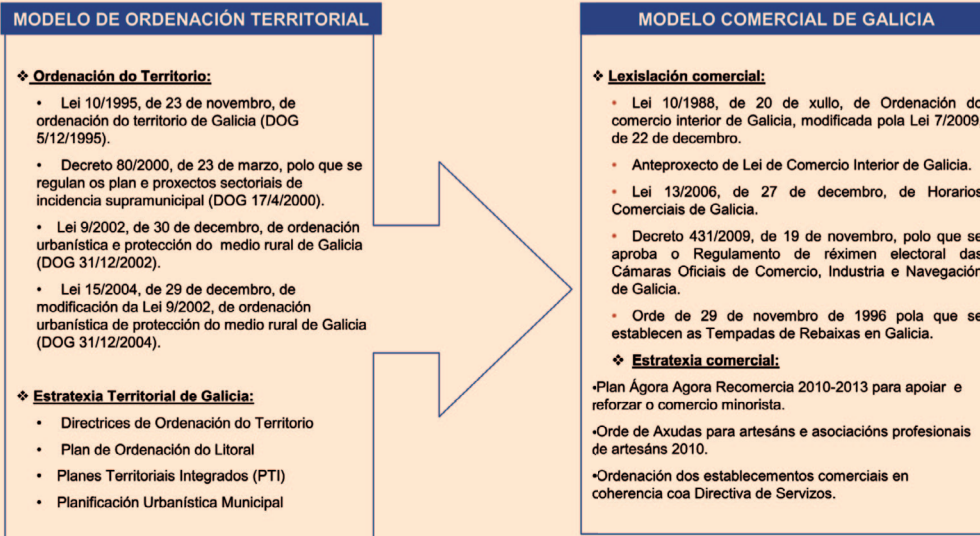 MODELO DE ORDENACIÓN TERRITORIAL
❖ Ordenación do Territorio:
• Lei 10/1995, de 23 de novembro, de
ordenación do territorio de Galicia (DOG
5/12/1995).
• Decreto 80/2000, de 23 de marzo, polo que se
regulan os plan e proxectos sectoriais de
incidencia supramunicipal (DOG 17/4/2000).
• Lei 9/2002, de 30 de decembro, de ordenación
urbanística e protección do medio rural de Galicia
(DOG 31/12/2002).
• Lei 15/2004, de 29 de decembro, de
modificación da Lei 9/2002, de ordenación
urbanística de protección do medio rural de Galicia
(DOG 31/12/2004).
❖ Estratexia Territorial de Galicia:
• Directrices de Ordenación do Territorio
• Plan de Ordenación do Litoral
• Planes Territoriais Integrados (PTI)
• Planificación Urbanística Municipal
MODELO COMERCIAL DE GALICIA
❖ Lexislación comercial:
• Lei 10/1988, de 20 de xullo, de Ordenación do
comercio interior de Galicia, modificada pola Lei 7/2009
de 22 de decembro.
• Anteproxecto de Lei de Comercio Interior de Galicia.
• Lei 13/2006, de 27 de decembro, de Horarios
Comerciais de Galicia.
• Decreto 431/2009, de 19 de novembro, polo que se
aproba o Regulamento de réximen electoral das
Cámaras Oficiais de Comercio, Industria e Navegación
de Galicia.
• Orde de 29 de novembro de 1996 pola que se
establecen as Tempadas de Rebaixas en Galicia.
❖ Estratexia comercial:
•Plan Ágora Agora Recomercia 2010-2013 para apoiar e
reforzar o comercio minorista.
•Orde de Axudas para artesáns e asociacións profesionais
de artesáns 2010.
•Ordenación dos establecementos comerciais en
coherencia coa Directiva de Servizos.